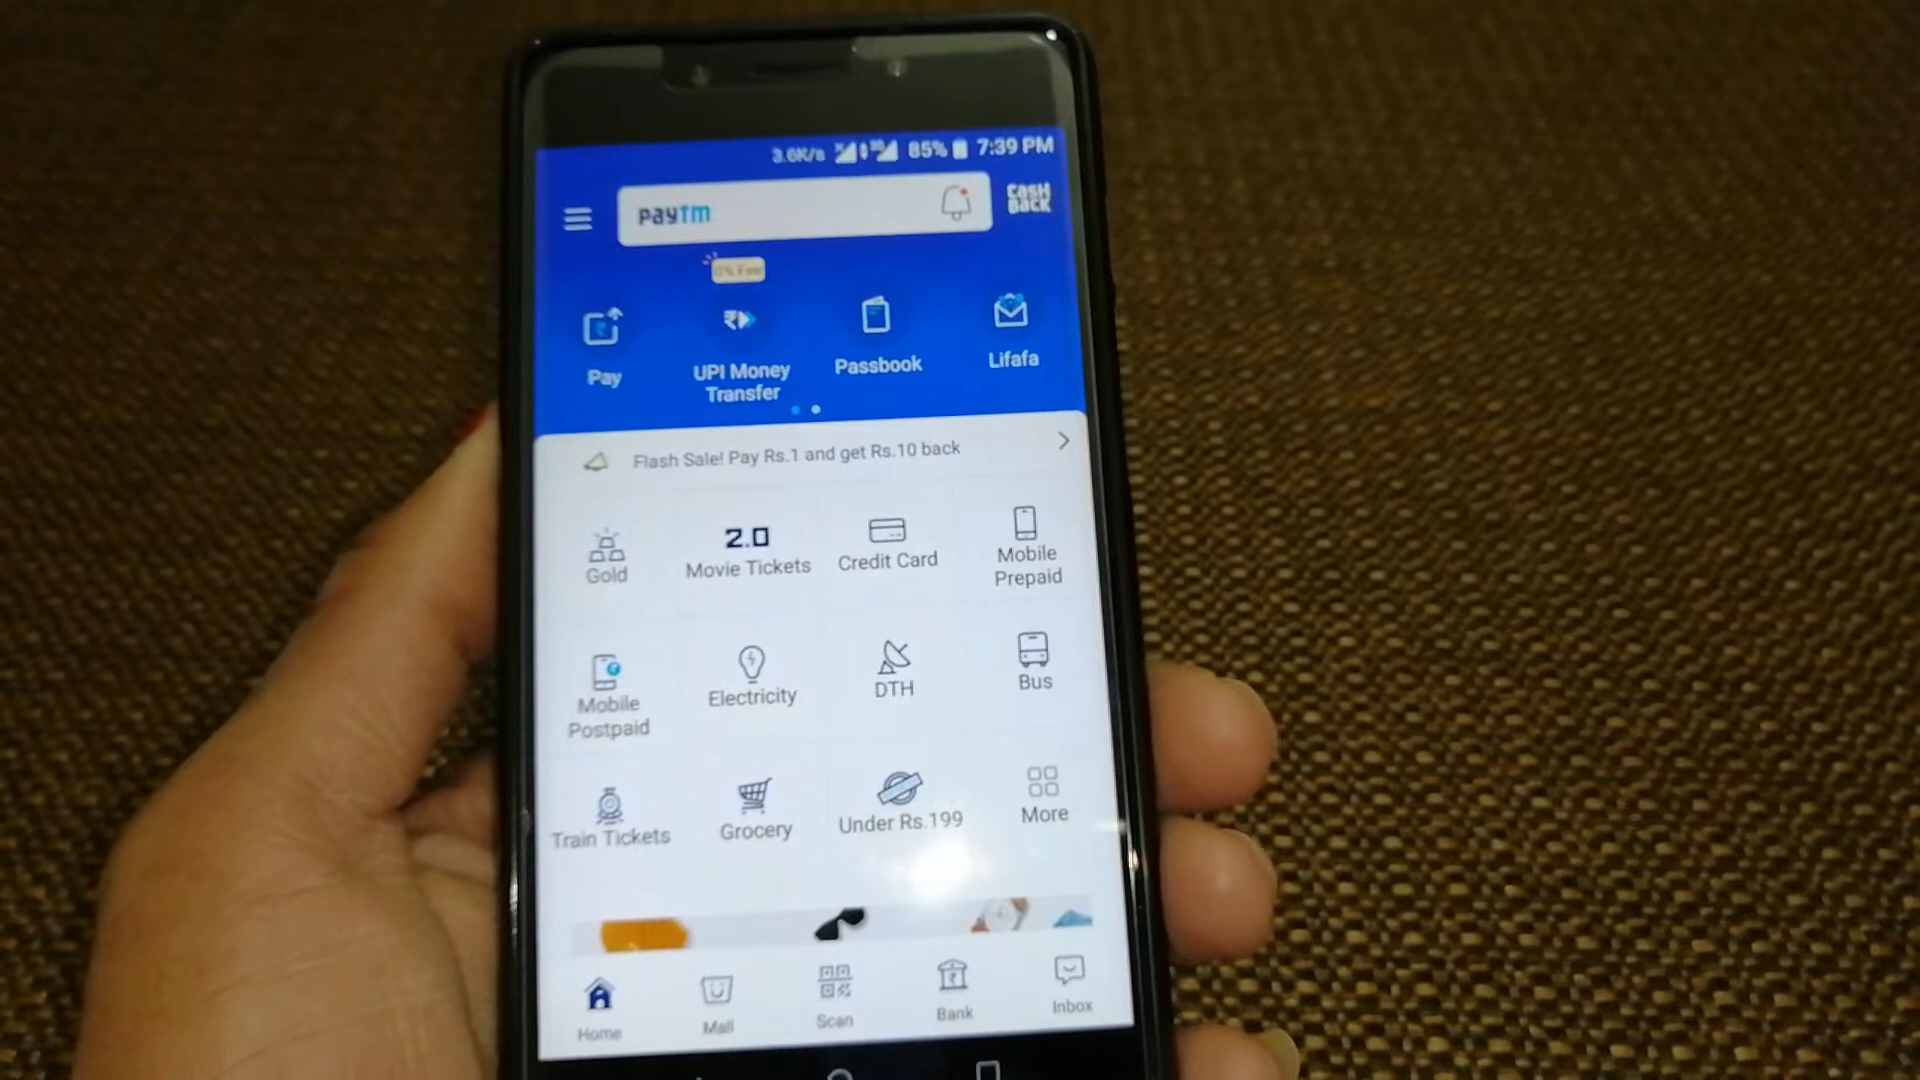 3.6K/s 85% 7:39 PM
paytm
CASH
BACK
0% Fee
Pay
UPI Money
Transfer
Passbook
Lifafa
Flash Sale! Pay Rs.1 and get Rs.10 back
Gold
2.0
Movie Tickets
Credit Card
Mobile
Prepaid
Mobile
Postpaid
Electricity
DTH
Bus
Train Tickets
Grocery
Under Rs.199
More
Home
Mall
Scan
Bank
Inbox